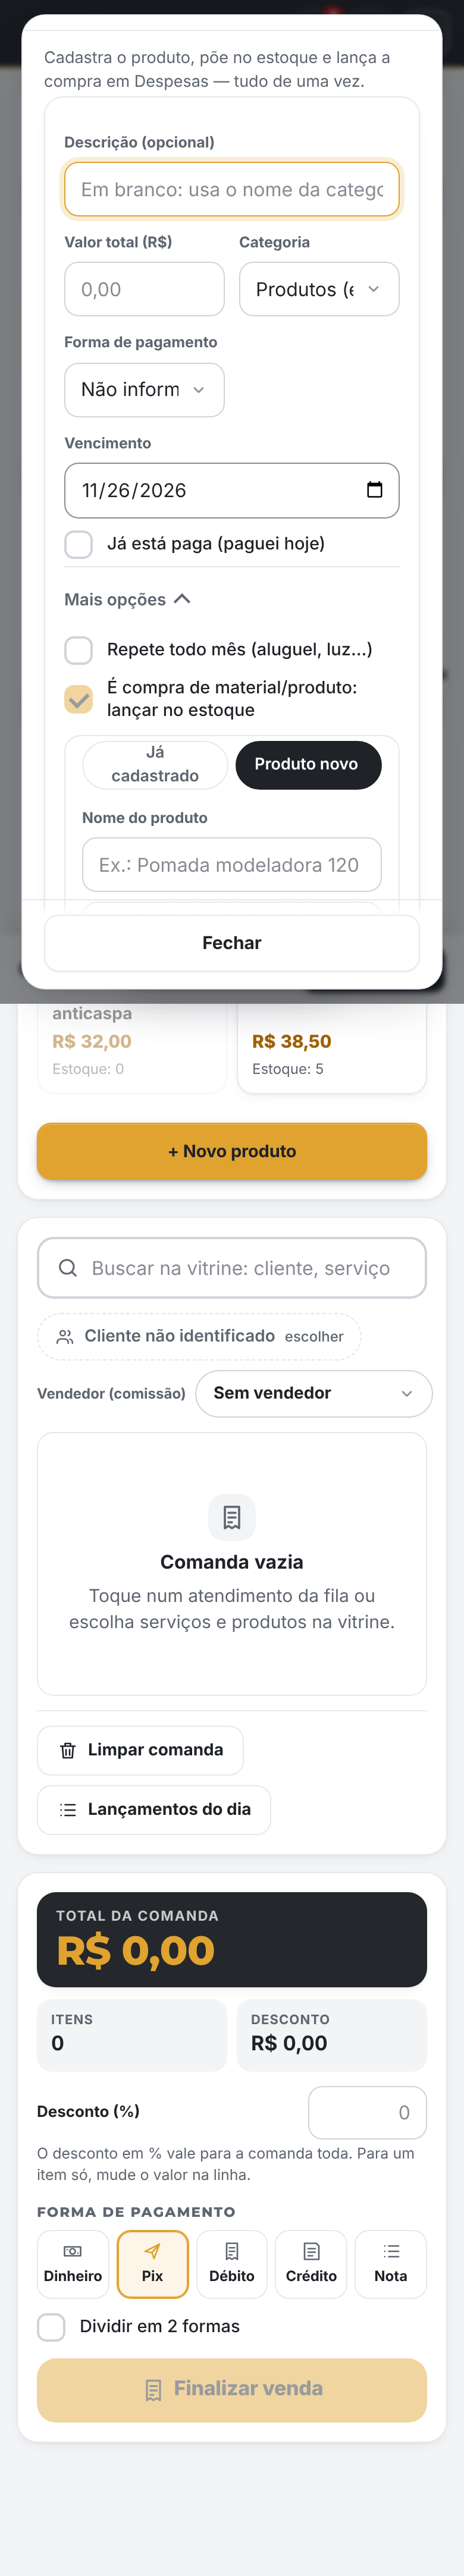 Cadastra o produto, põe no estoque e lança a
compra em Despesas — tudo de uma vez.
Descrição (opcional)
Em branco: usa o nome da catego
Valor total (R$)
Categoria
0,00
Produtos (e
Forma de pagamento
Não inform
Vencimento
11/26/2026
Já está paga (paguei hoje)
Mais opções
Repete todo mês (aluguel, luz...)
É compra de material/produto:
lançar no estoque
Já
cadastrado
Produto novo
Nome do produto
Ex.: Pomada modeladora 120
Fechar
anticaspa
R$ 32,00
Estoque: 0
R$ 38,50
Estoque: 5
+ Novo produto
Buscar na vitrine: cliente, serviço
Cliente não identificado escolher
Vendedor (comissão)
Sem vendedor
Comanda vazia
Toque num atendimento da fila ou
escolha serviços e produtos na vitrine.
Limpar comanda
Lançamentos do dia
TOTAL DA COMANDA
R$ 0,00
ITENS
0
DESCONTO
R$ 0,00
Desconto (%)
0
O desconto em % vale para a comanda toda. Para um
item só, mude o valor na linha.
FORMA DE PAGAMENTO
Dinheiro
Pix
Débito
Crédito
Nota
Dividir em 2 formas
Finalizar venda